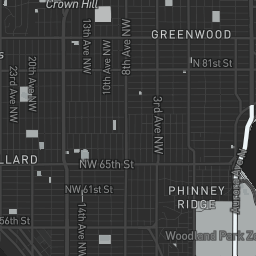 Crown Hill
GREENWOOD
N 81st St
23rd Ave NW
20th Ave NW
13th Ave NW
10th Ave NW
8th Ave NW
3rd Ave NW
LLARD
NW 65th St
NW 61st St
14th Ave NW
56th St
PHINNEY
RIDGE
Woodland Park Zo